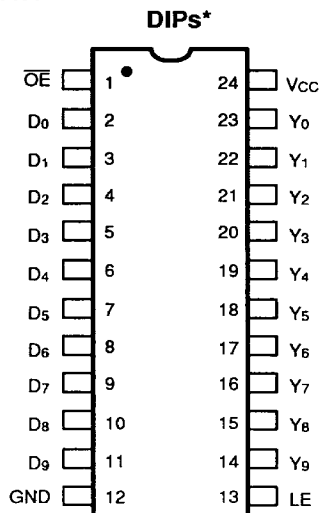 DIPs*
OE 1 24 VCC
D0 2 23 Y0
D1 3 22 Y1
D2 4 21 Y2
D3 5 20 Y3
D4 6 19 Y4
D5 7 18 Y5
D6 8 17 Y6
D7 9 16 Y7
D8 10 15 Y8
D9 11 14 Y9
GND 12 13 LE